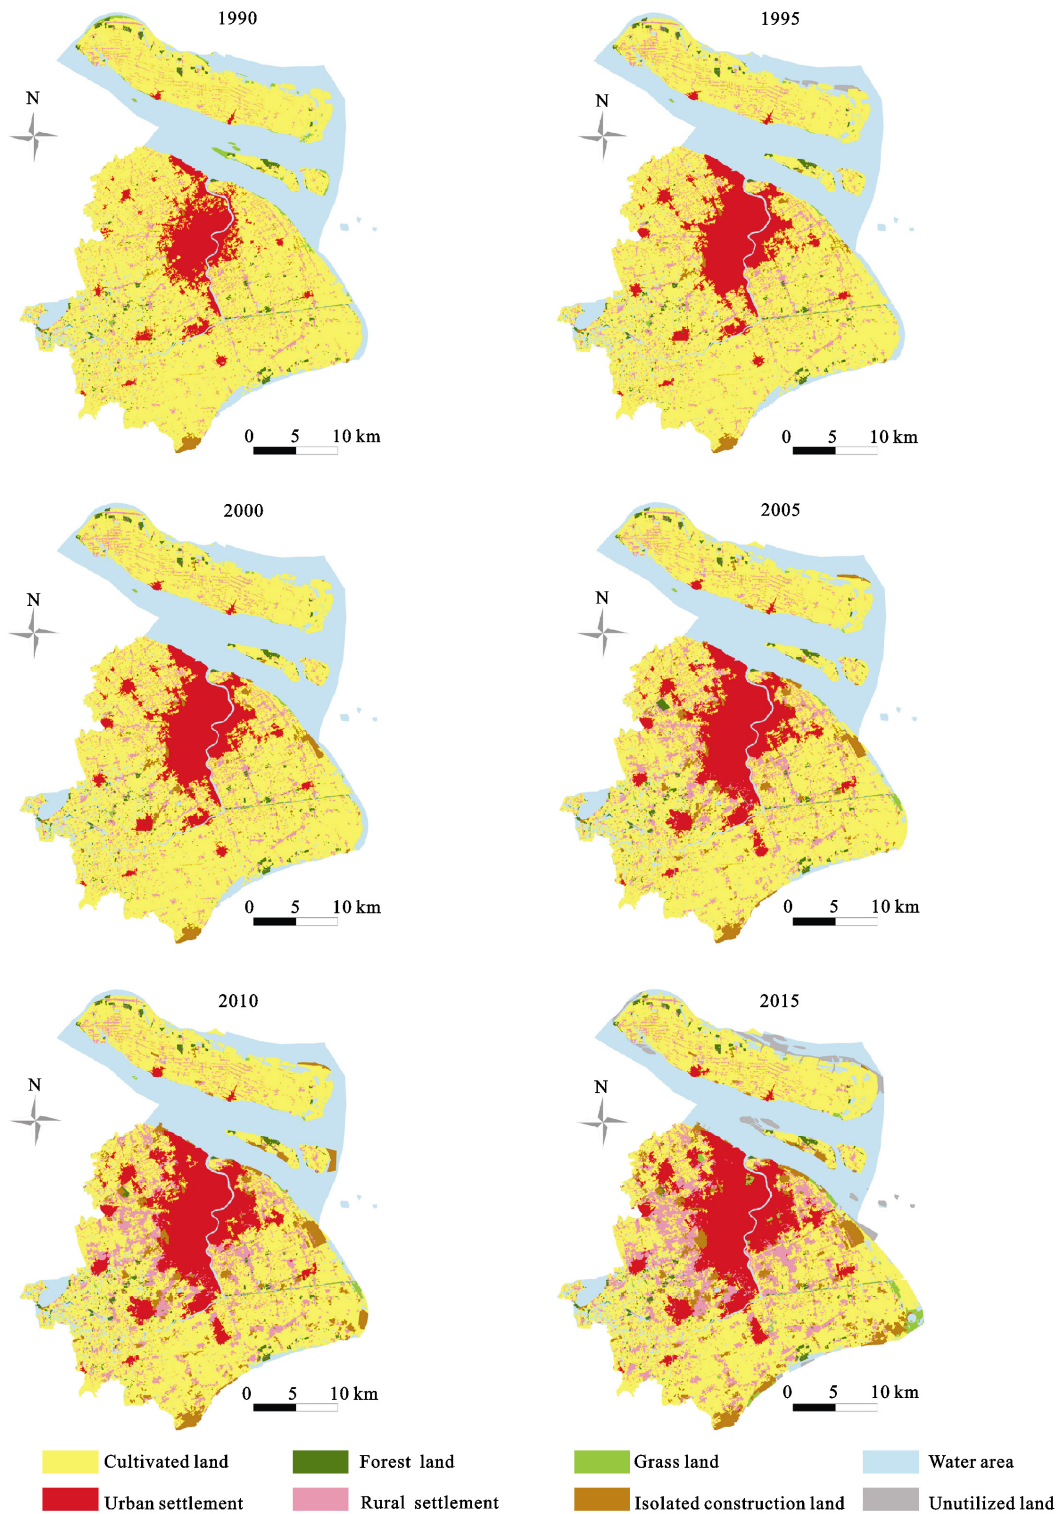 1990
1995
N
N
0 5 10 km
0 5 10 km
2000
2005
N
N
0 5 10 km
0 5 10 km
2010
2015
N
N
0 5 10 km
0 5 10 km
Cultivated land
Forest land
Grass land
Water area
Urban settlement
Rural settlement
Isolated construction land
Unutilized land